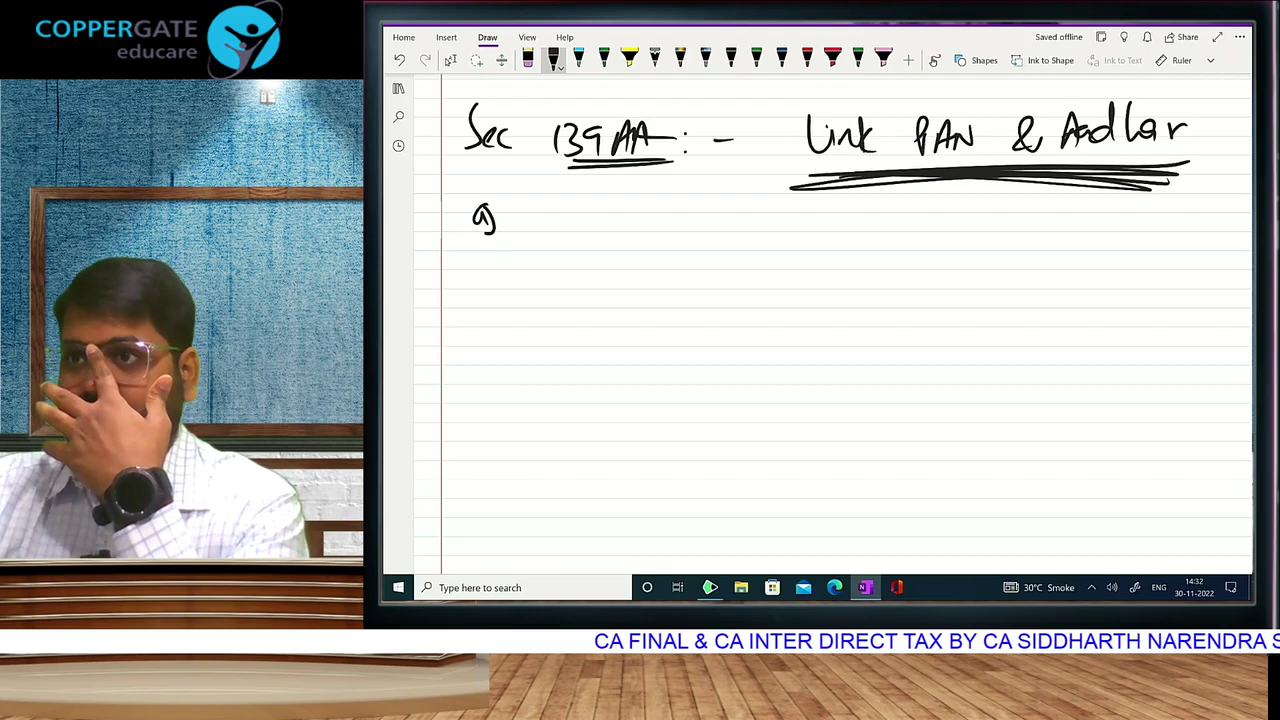 COPPERGATE
educare
Home Insert Draw View Help
Saved offline
Share
Shapes
Ink to Shape
Ink to Text
Ruler
Sec 139AA:- Link PAN & Aadhar
a)
Type here to search
30°C Smoke
ENG
14:32
30-11-2022
CA FINAL & CA INTER DIRECT TAX BY CA SIDDHARTH NARENDRA S